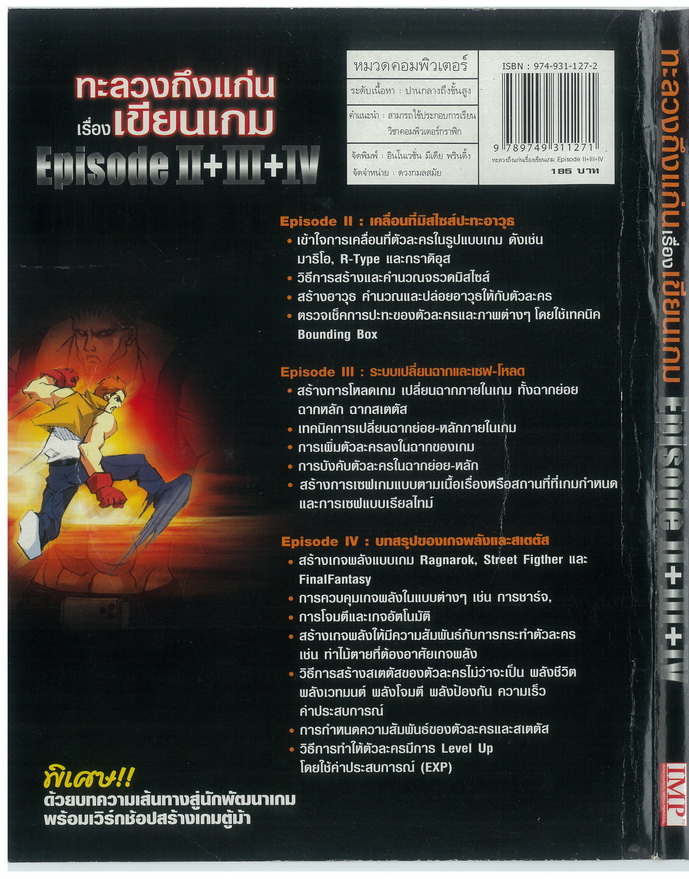 ทะลวงถึงแก่น
เรื่องเขียนเกม
Episode II+III+IV
หมวดคอมพิวเตอร์
ระดับเนื้อหา : ปานกลางถึงขั้นสูง
คำแนะนำ : สามารถใช้ประกอบการเรียน
วิชาคอมพิวเตอร์กราฟิก
จัดพิมพ์ : อินโนเวชั่น มีเดีย พรินติ้ง
จัดจำหน่าย : ดวงกมลสมัย
ISBN : 974-931-127-2
9 789749 311271
ทะลวงถึงแก่นเรื่องเขียนเกม Episode II+III+IV
185 บาท
Episode II : เคลื่อนที่มิสไซส์ปะทะอาวุธ
• เข้าใจการเคลื่อนที่ตัวละครในรูปแบบเกม ดังเช่น
มาริโอ, R-Type และกราดิอุส
• วิธีการสร้างและคำนวณจรวดมิสไซส์
• สร้างอาวุธ คำนวณและปล่อยอาวุธให้กับตัวละคร
• ตรวจเช็คการปะทะของตัวละครและภาพต่างๆ โดยใช้เทคนิค
Bounding Box
Episode III : ระบบเปลี่ยนฉากและเซฟ-โหลด
• สร้างการโหลดเกม เปลี่ยนฉากภายในเกม ทั้งฉากย่อย
ฉากหลัก ฉากสเตตัส
• เทคนิคการเปลี่ยนฉากย่อย-หลักภายในเกม
• การเพิ่มตัวละครลงในฉากของเกม
• การบังคับตัวละครในฉากย่อย-หลัก
• สร้างการเซฟเกมแบบตามเนื้อเรื่องหรือสถานที่ที่เกมกำหนด
และการเซฟแบบเรียลไทม์
Episode IV : บทสรุปของเกจพลังและสเตตัส
• สร้างเกจพลังแบบเกม Ragnarok, Street Figther และ
FinalFantasy
• การควบคุมเกจพลังในแบบต่างๆ เช่น การชาร์จ,
• การโจมตีและเกจอัตโนมัติ
• สร้างเกจพลังให้มีความสัมพันธ์กับการกระทำตัวละคร
เช่น ท่าไม้ตายที่ต้องอาศัยเกจพลัง
• วิธีการสร้างสเตตัสของตัวละครไม่ว่าจะเป็น พลังชีวิต
พลังเวทมนต์ พลังโจมตี พลังป้องกัน ความเร็ว
ค่าประสบการณ์
• การกำหนดความสัมพันธ์ของตัวละครและสเตตัส
• วิธีการทำให้ตัวละครมีการ Level Up
โดยใช้ค่าประสบการณ์ (EXP)
พิเศษ!!
ด้วยบทความเส้นทางสู่นักพัฒนาเกม
พร้อมเวิร์กช้อปสร้างเกมตู้ม้า
ทะลวงถึงแก่นเรื่องเขียนเกม Episode II+III+IV
IMP